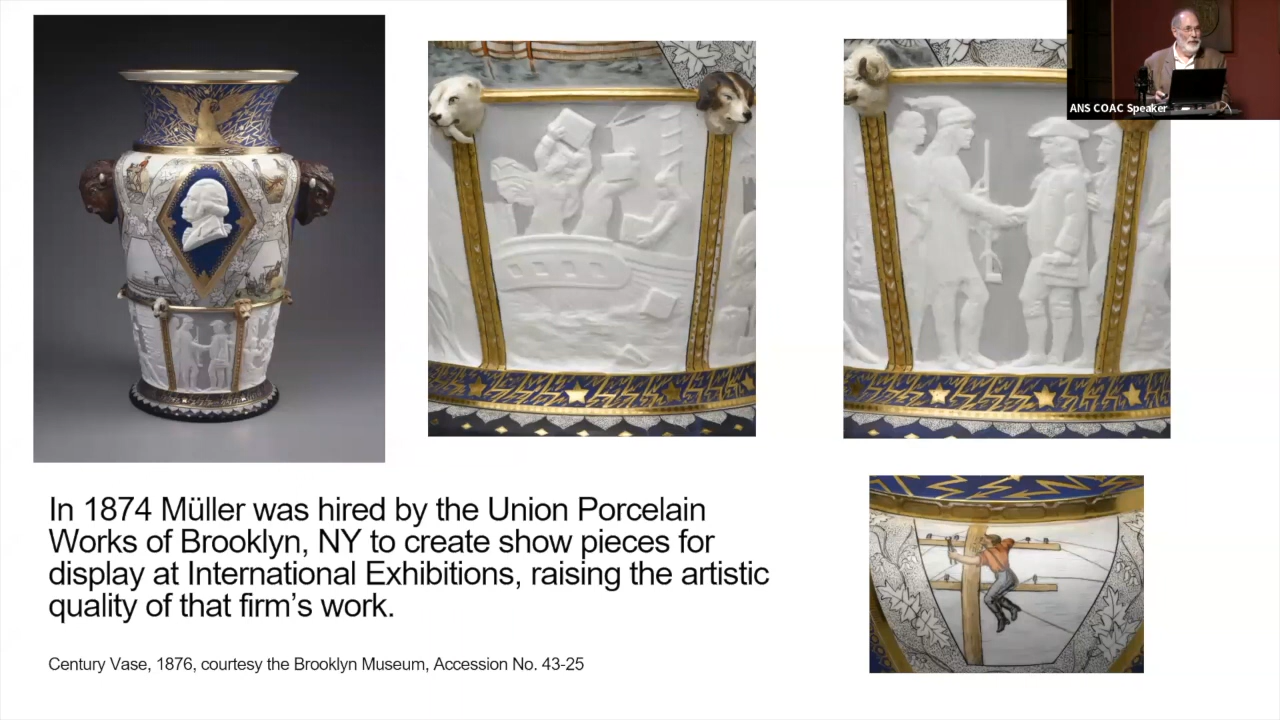 ANS COAC Speaker
In 1874 Müller was hired by the Union Porcelain
Works of Brooklyn, NY to create show pieces for
display at International Exhibitions, raising the artistic
quality of that firm's work.
Century Vase, 1876, courtesy the Brooklyn Museum, Accession No. 43-25